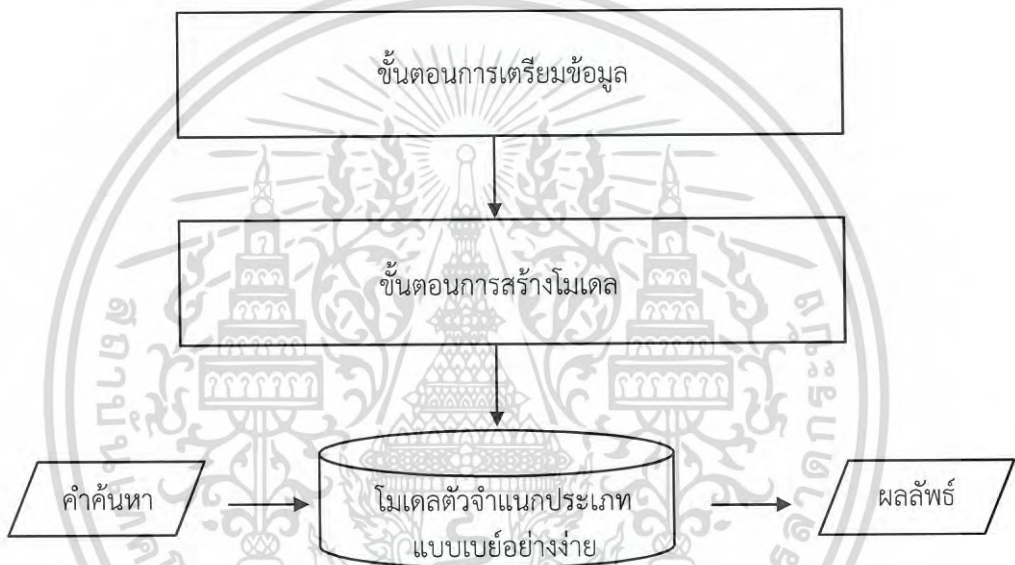 ขั้นตอนการเตรียมข้อมูล
ขั้นตอนการสร้างโมเดล
คำค้นหา
โมเดลตัวจำแนกประเภท
แบบเบย์อย่างง่าย
ผลลัพธ์